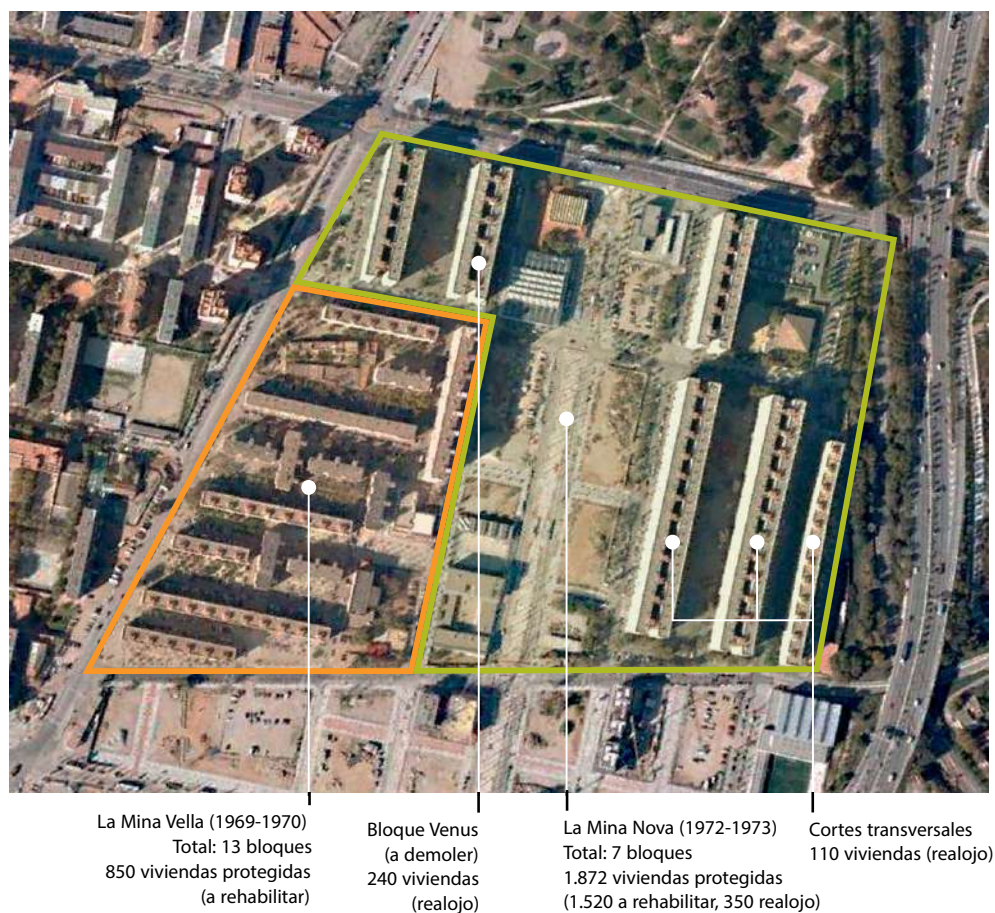 La Mina Vella (1969-1970)
Total: 13 bloques
850 viviendas protegidas
(a rehabilitar)
Bloque Venus
(a demoler)
240 viviendas
(realojo)
La Mina Nova (1972-1973)
Total: 7 bloques
1.872 viviendas protegidas
(1.520 a rehabilitar, 350 realojo)
Cortes transversales
110 viviendas (realojo)